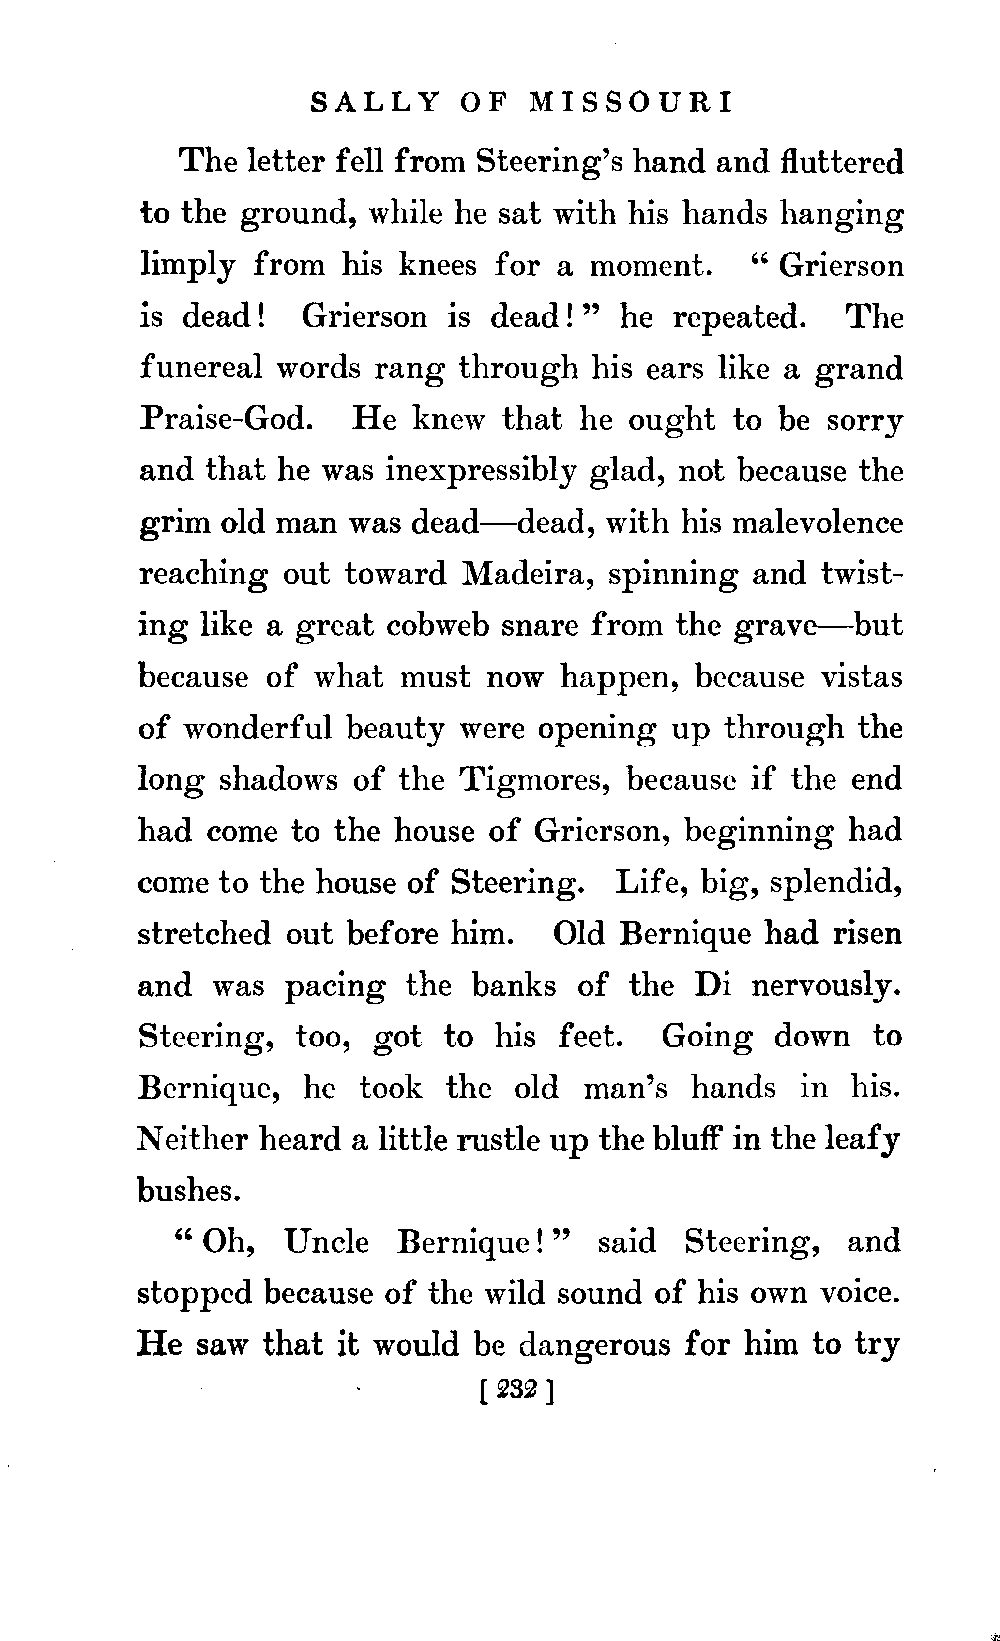 SALLY OF MISSOURI
The letter fell from Steering's hand and fluttered
to the ground, while he sat with his hands hanging
limply from his knees for a moment. "Grierson
is dead! Grierson is dead!" he repeated. The
funereal words rang through his ears like a grand
Praise-God. He knew that he ought to be sorry
and that he was inexpressibly glad, not because the
grim old man was dead—dead, with his malevolence
reaching out toward Madeira, spinning and twist-
ing like a great cobweb snare from the grave—but
because of what must now happen, because vistas
of wonderful beauty were opening up through the
long shadows of the Tigmores, because if the end
had come to the house of Grierson, beginning had
come to the house of Steering. Life, big, splendid,
stretched out before him. Old Bernique had risen
and was pacing the banks of the Di nervously.
Steering, too, got to his feet. Going down to
Bernique, he took the old man's hands in his.
Neither heard a little rustle up the bluff in the leafy
bushes.
"Oh, Uncle Bernique!" said Steering, and
stopped because of the wild sound of his own voice.
He saw that it would be dangerous for him to try
[232]